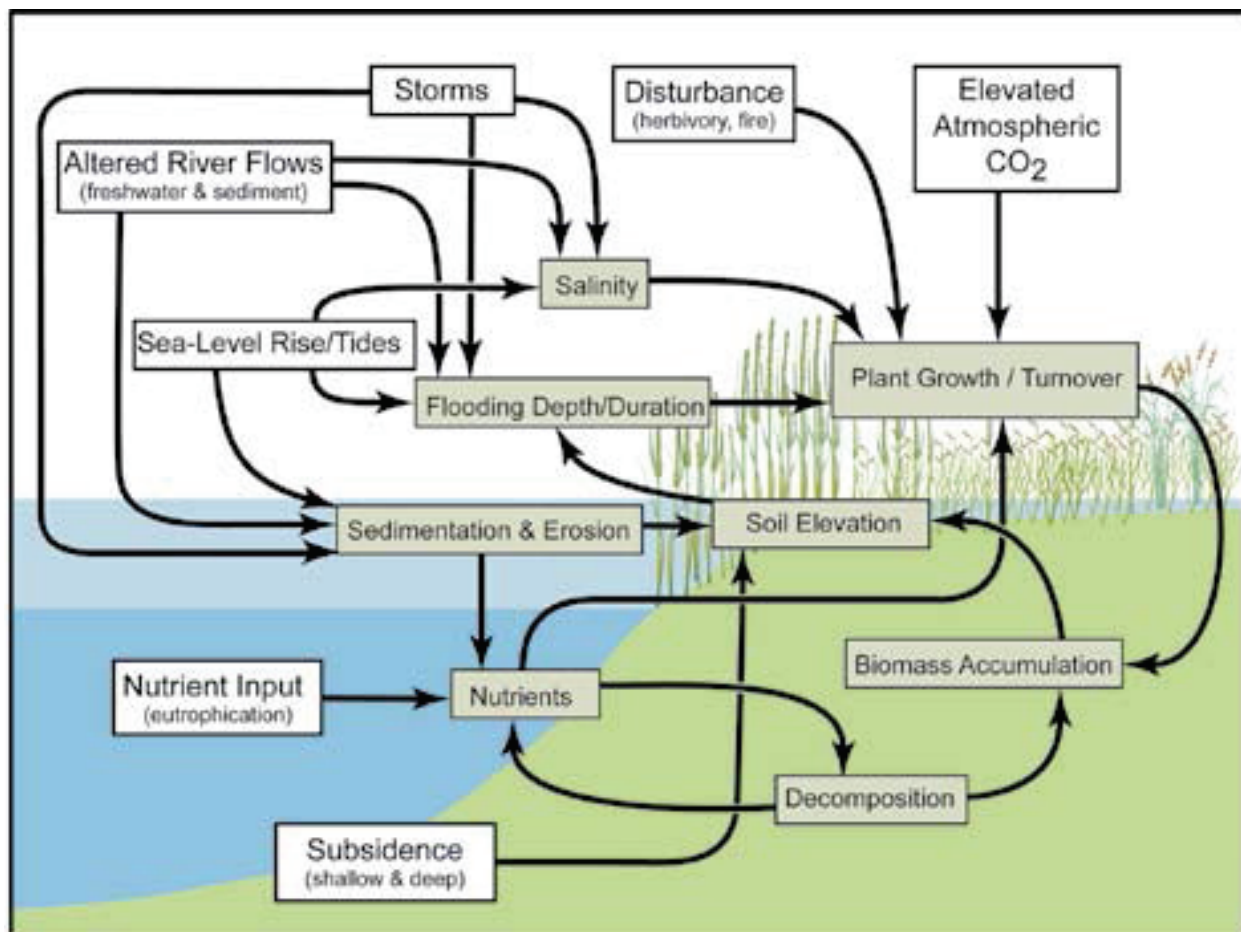 Storms
Disturbance
(herbivory, fire)
Elevated
Atmospheric
CO2
Altered River Flows
(freshwater & sediment)
Salinity
Sea-Level Rise/Tides
Plant Growth / Turnover
Flooding Depth/Duration
Sedimentation & Erosion
Soil Elevation
Biomass Accumulation
Nutrient Input
(eutrophication)
Nutrients
Decomposition
Subsidence
(shallow & deep)